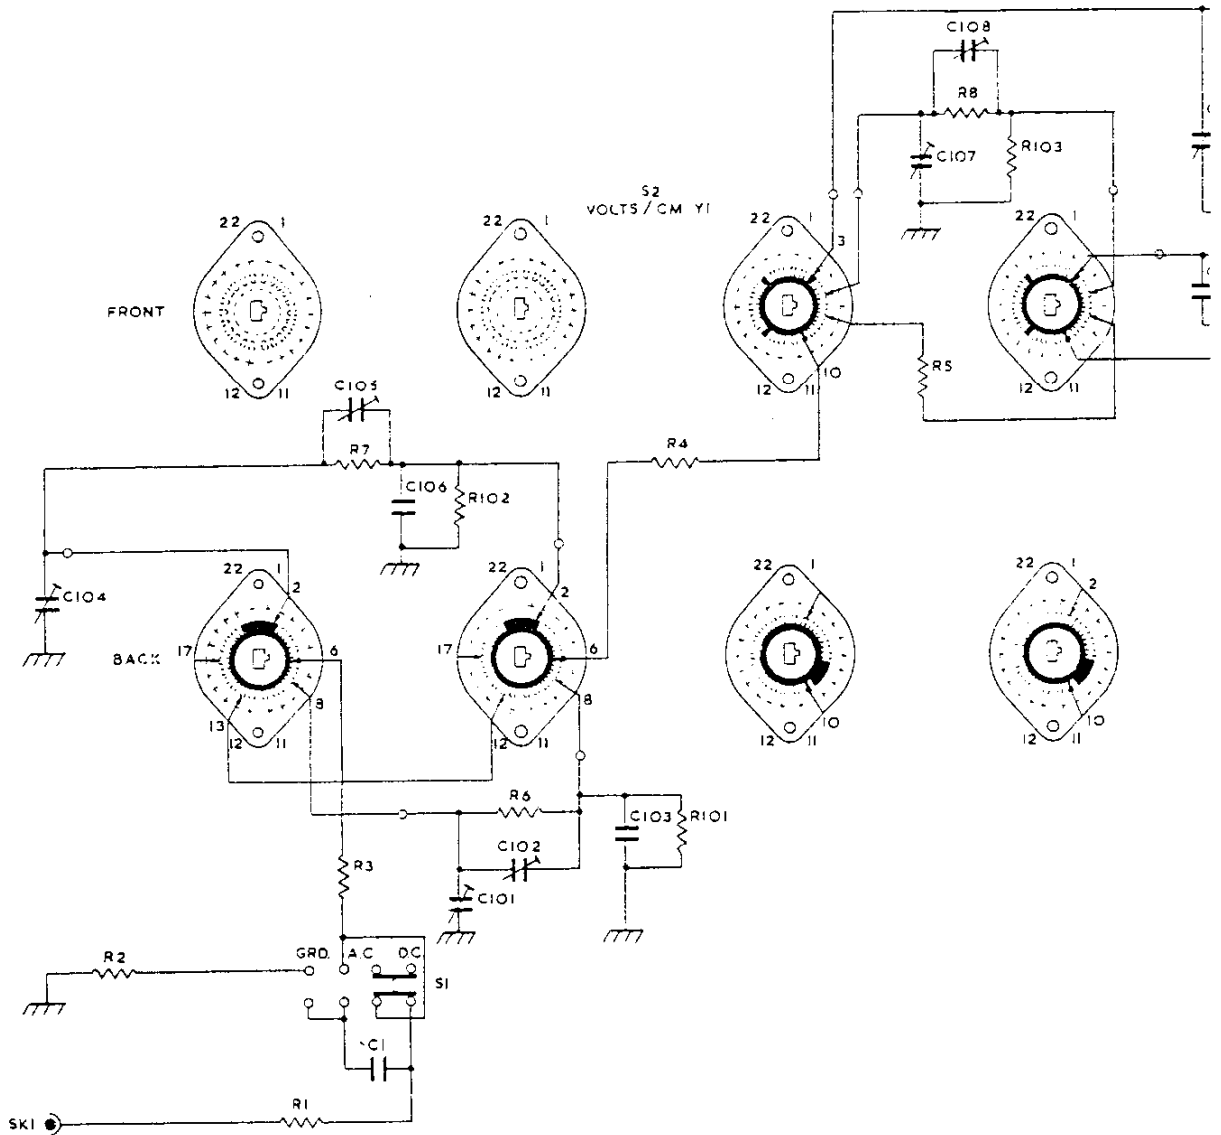 C108
R8
C107
R103
S2
VOLTS/CM Y1
22 1
22 1
22 1 3
22 1
FRONT
12 11
12 11
12 11 10
12 11
R5
C105
R7
R4
C106 R102
22 1 2
22 1 2
22 1
22 1 2
C104
BACK
17 6
17 6
8
8
13 12 11
12 11
12 11 10
12 11 10
R6
C103 R101
C102
R3
C101
GRD. A.C D.C.
R2
S1
C1
R1
SK1